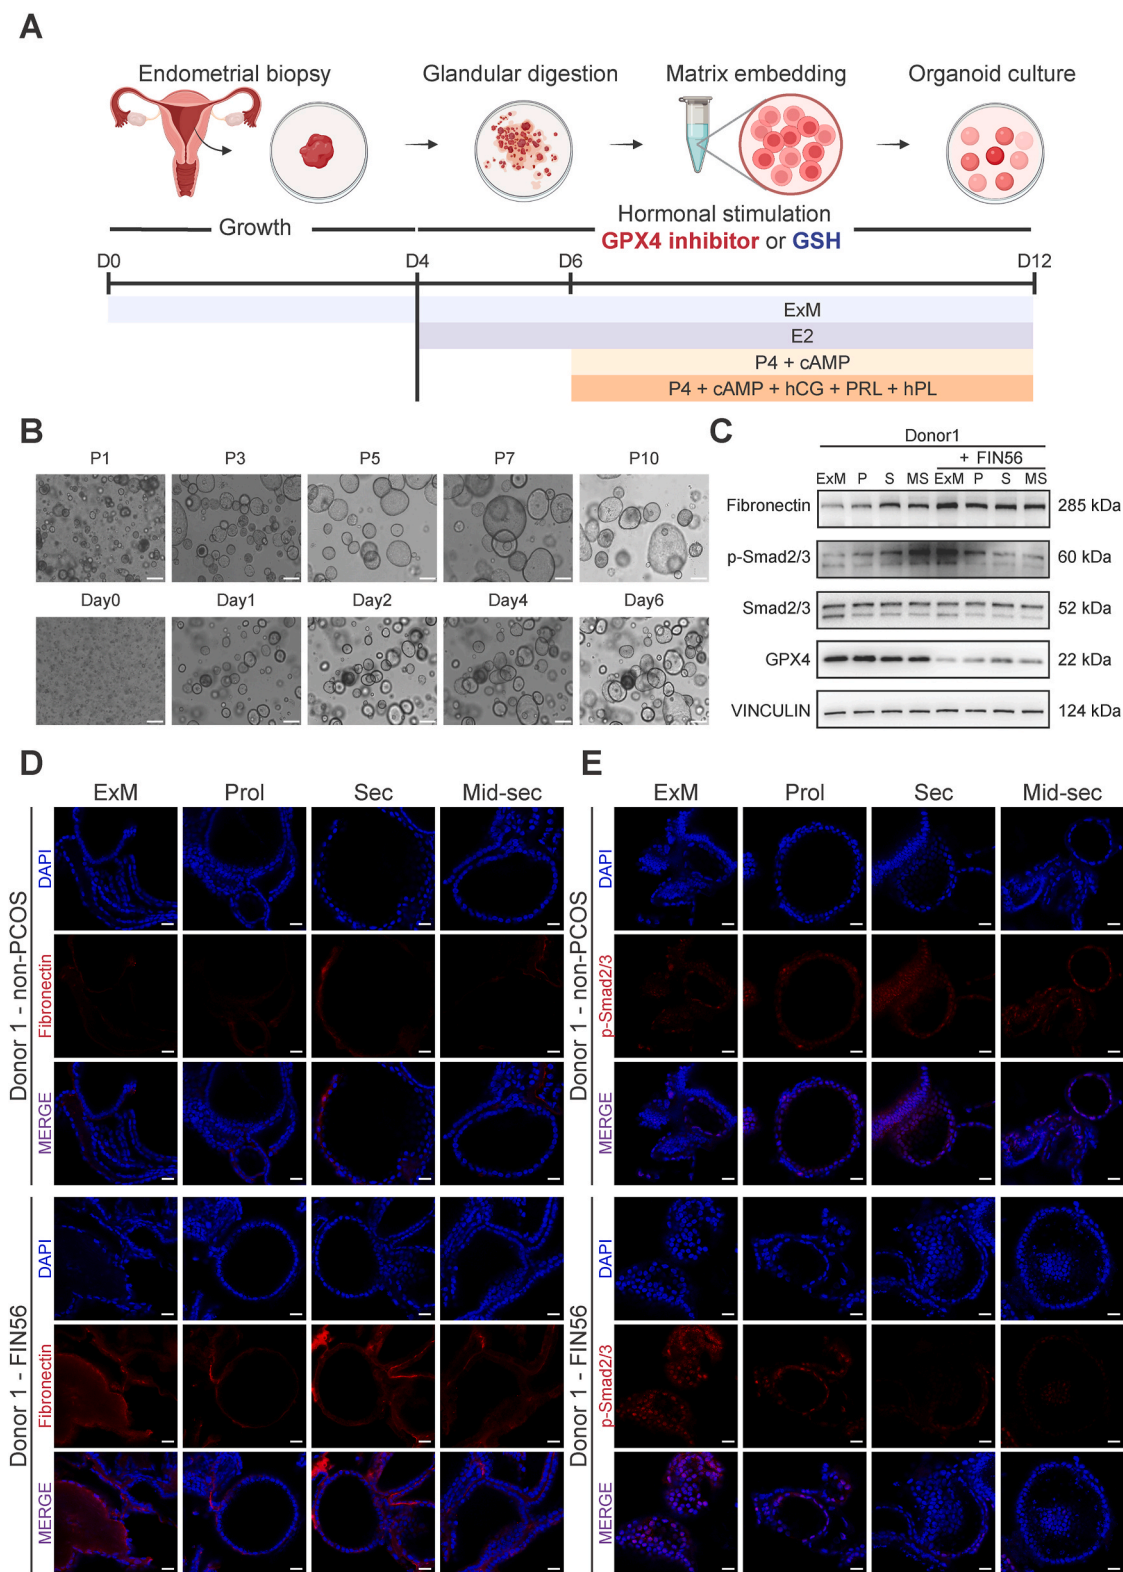 A
Endometrial biopsy
Glandular digestion
Matrix embedding
Organoid culture
Growth
Hormonal stimulation
GPX4 inhibitor or GSH
D0
D4
D6
D12
ExM
E2
P4 + cAMP
P4 + cAMP + hCG + PRL + hPL
B
P1
P3
P5
P7
P10
Day0
Day1
Day2
Day4
Day6
C
Donor1
+ FIN56
ExM P S MS ExM P S MS
Fibronectin 285 kDa
p-Smad2/3 60 kDa
Smad2/3 52 kDa
GPX4 22 kDa
VINCULIN 124 kDa
D
ExM
Prol
Sec
Mid-sec
Donor 1 - non-PCOS
DAPI
Fibronectin
MERGE
Donor 1 - FIN56
DAPI
Fibronectin
MERGE
E
ExM
Prol
Sec
Mid-sec
Donor 1 - non-PCOS
DAPI
p-Smad2/3
MERGE
Donor 1 - FIN56
DAPI
p-Smad2/3
MERGE